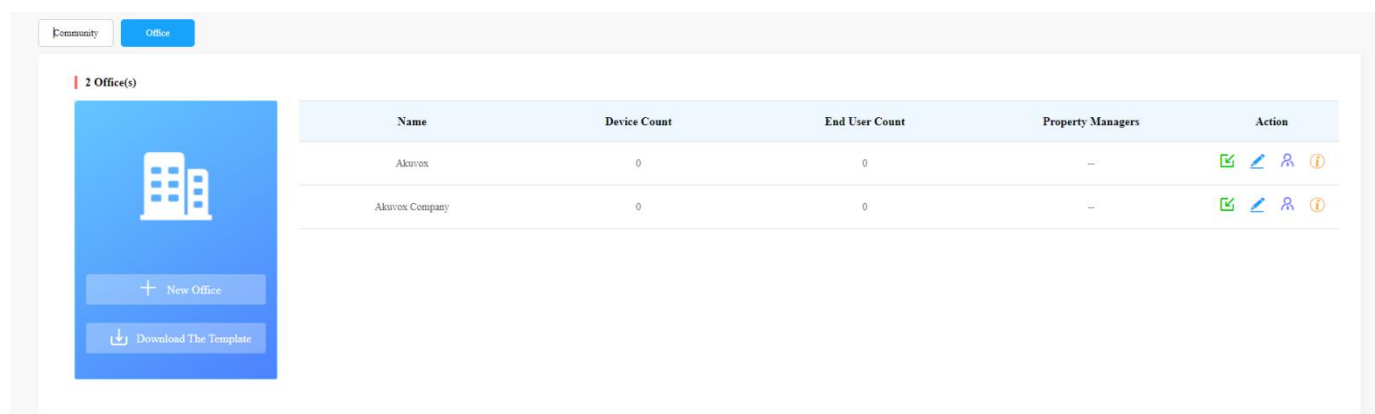 Community
Office
2 Office(s)
Name Device Count End User Count Property Managers Action
Akuvox 0 0 --
Akuvox Company 0 0 --
New Office
Download The Template